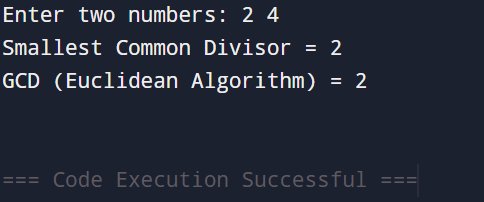 Enter two numbers: 2 4
Smallest Common Divisor = 2
GCD (Euclidean Algorithm) = 2
=== Code Execution Successful ===